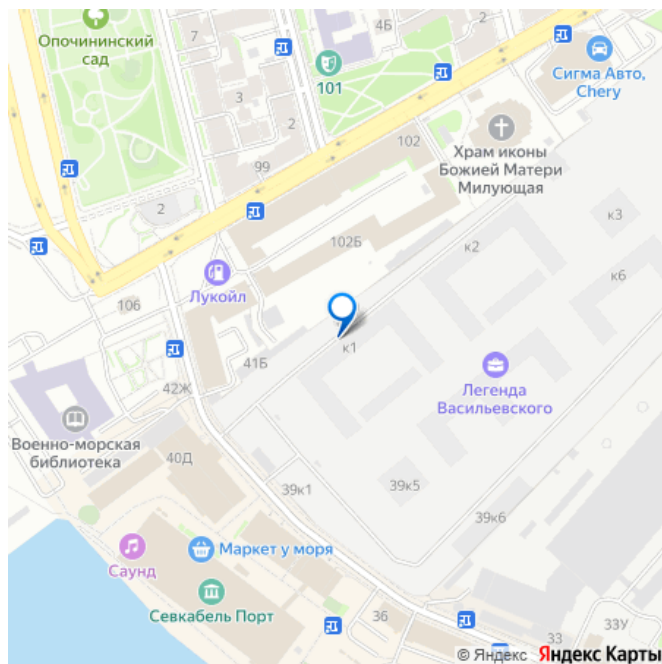 4Б
2
7
Опочининский
сад
Сигма Авто,
Chery
101
3
2
102
Храм иконы
Божией Матери
Милующая
99
2
к3
102Б
к2
к6
Лукойл
106
к1
41Б
Легенда
Васильевского
42Ж
Военно-морская
библиотека
40Д
39к1
39к5
39к6
Маркет у моря
Саунд
Севкабель Порт
36
33У
33
© Яндекс Яндекс Карты